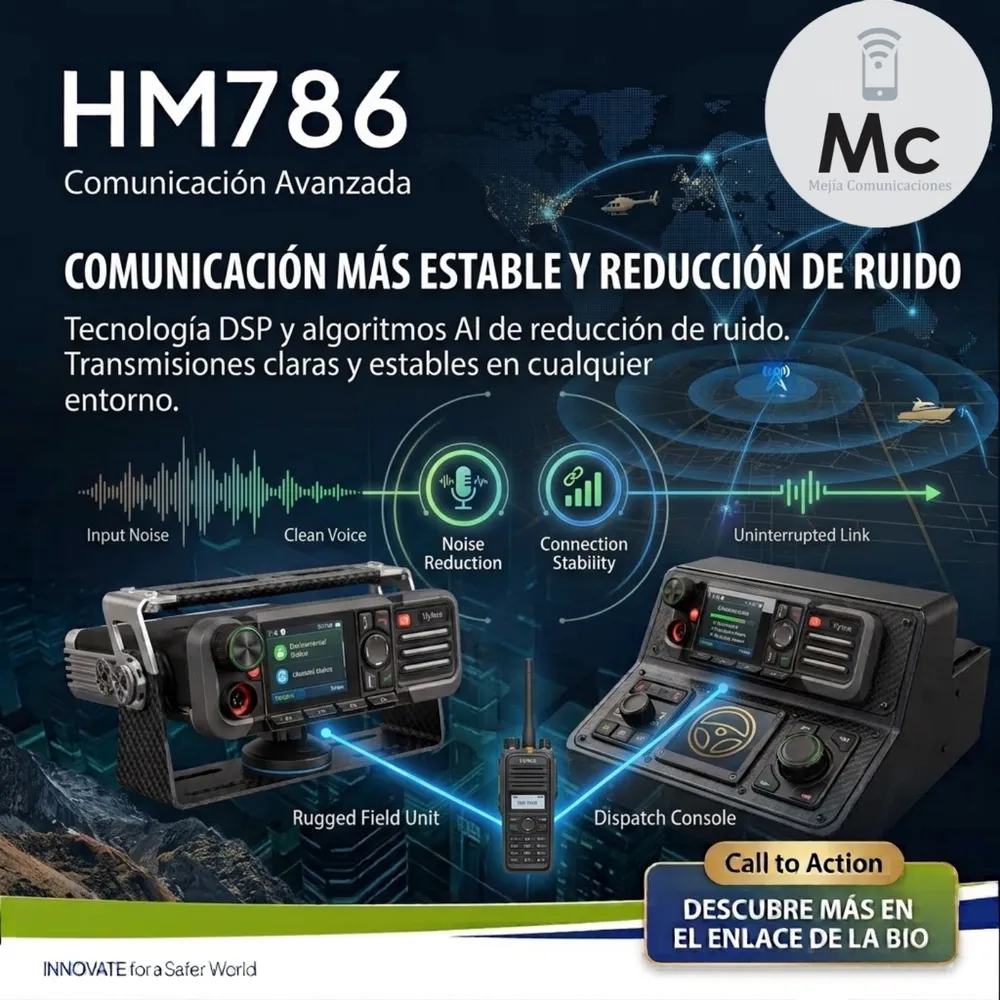 HM786
Comunicación Avanzada
Mc
Mejía Comunicaciones
COMUNICACIÓN MÁS ESTABLE Y REDUCCIÓN DE RUIDO
Tecnología DSP y algoritmos AI de reducción de ruido.
Transmisiones claras y estables en cualquier
entorno.
Input Noise
Clean Voice
Noise
Reduction
Connection
Stability
Uninterrupted Link
Rugged Field Unit
Dispatch Console
Call to Action
DESCUBRE MÁS EN
EL ENLACE DE LA BIO
INNOVATE for a Safer World